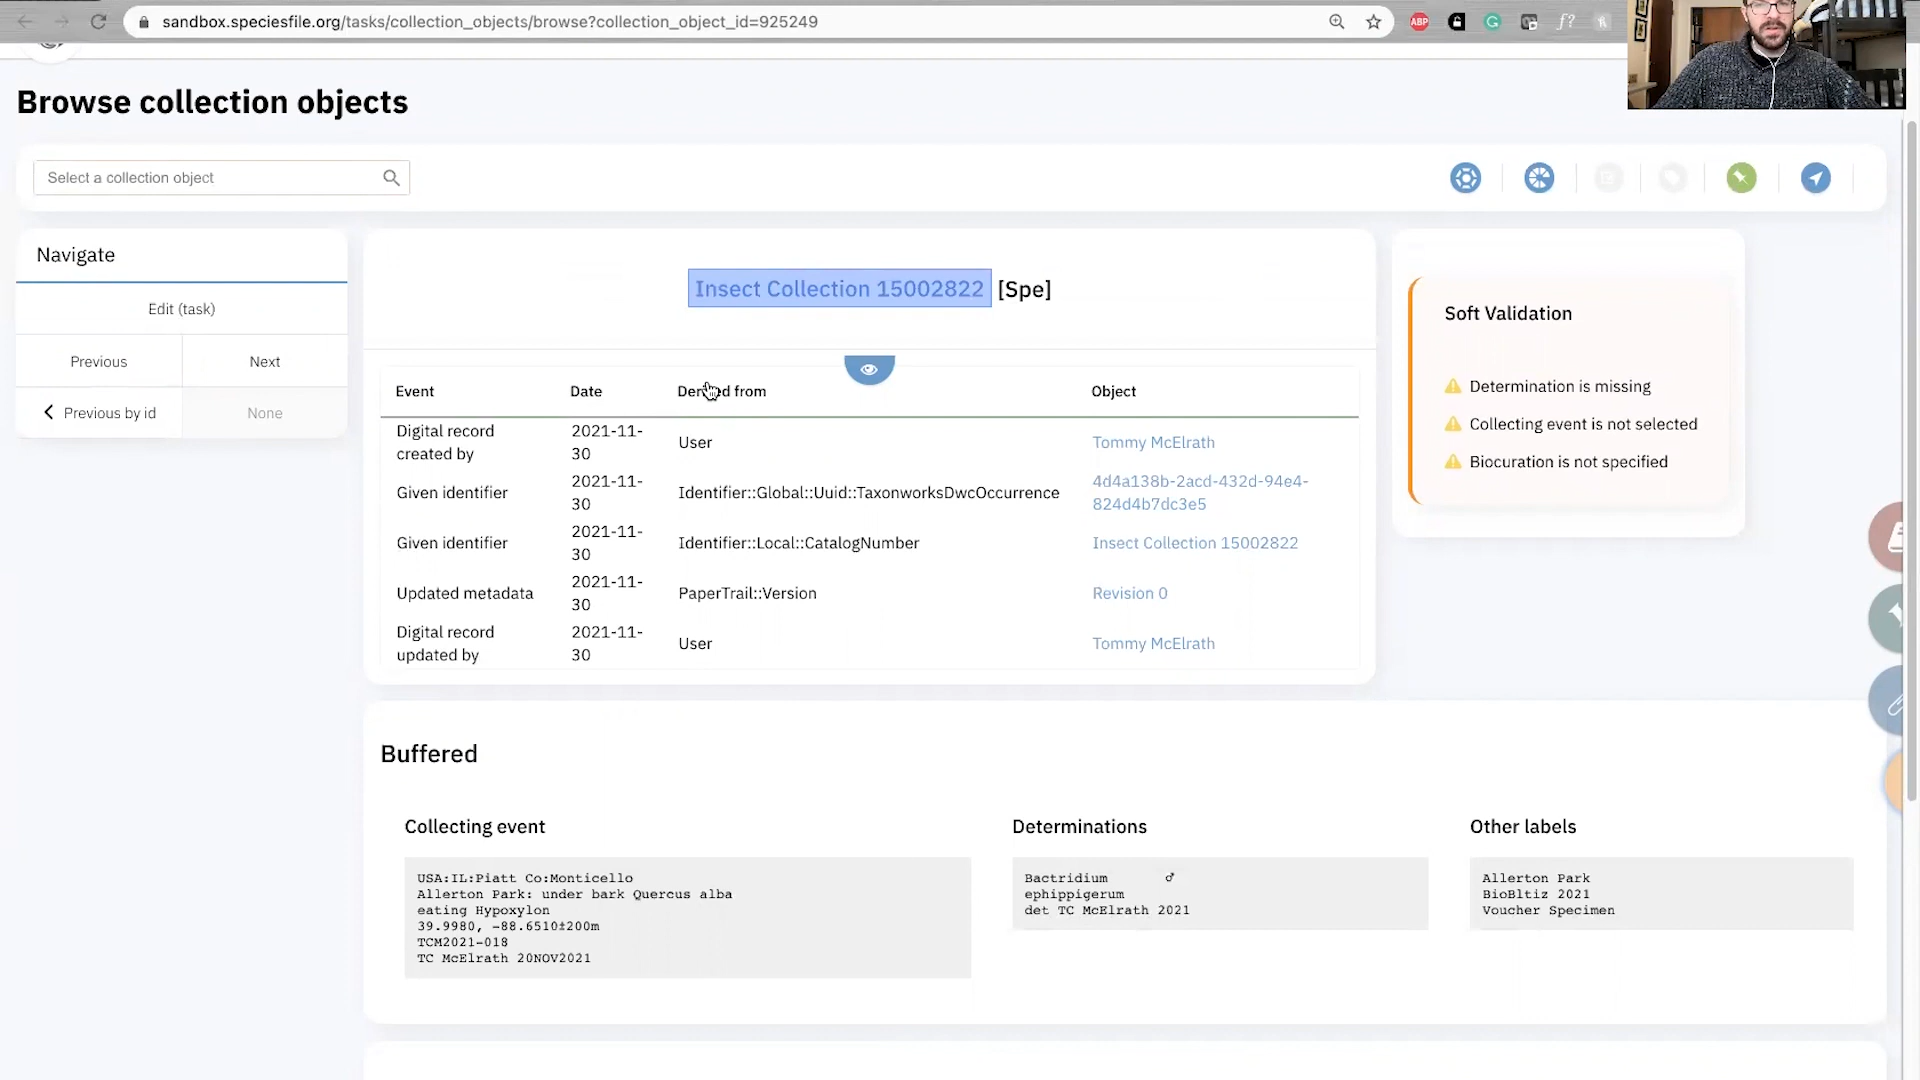 sandbox.speciesfile.org/tasks/collection_objects/browse?collection_object_id=925249
ABP
f?
Browse collection objects
Select a collection object
Navigate
Edit (task)
Previous
Next
Previous by id
None
Insect Collection 15002822 [Spe]
Event
Date
from
Object
Digital record
created by
2021-11-
30
User
Tommy McElrath
Given identifier
2021-11-
30
Identifier::Global::Uuid::TaxonworksDwcOccurrence
4d4a138b-2acd-432d-94e4-
824d4b7dc3e5
Given identifier
2021-11-
30
Identifier::Local::CatalogNumber
Insect Collection 15002822
Updated metadata
2021-11-
30
PaperTrail::Version
Revision 0
Digital record
updated by
2021-11-
30
User
Tommy McElrath
Soft Validation
Determination is missing
Collecting event is not selected
Biocuration is not specified
Buffered
Collecting event
USA:IL:Piatt Co:Monticello
Allerton Park: under bark Quercus alba
eating Hypoxylon
39.9980, -88.6510±200m
TCM2021-018
TC McElrath 20NOV2021
Determinations
Bactridium ♂
ephippigerum
det TC McElrath 2021
Other labels
Allerton Park
BioBltiz 2021
Voucher Specimen